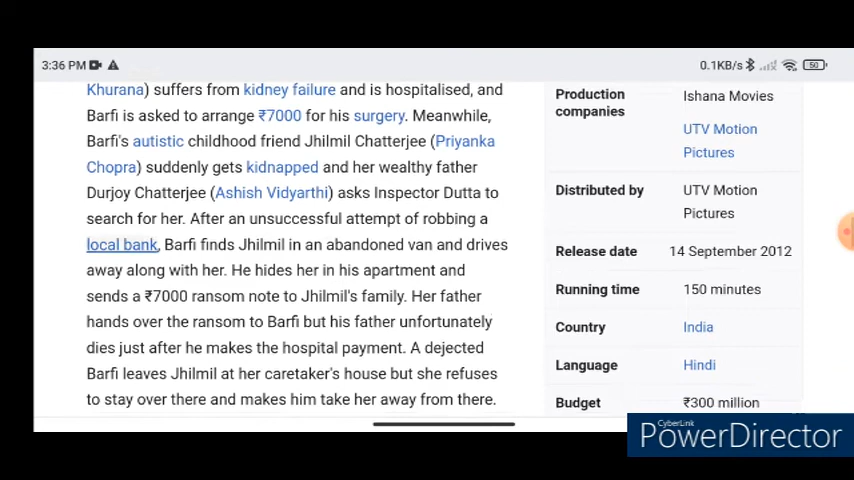 3:36 PM
0.1KB/s
50
Khurana) suffers from kidney failure and is hospitalised, and
Barfi is asked to arrange ₹7000 for his surgery. Meanwhile,
Barfi's autistic childhood friend Jhilmil Chatterjee (Priyanka
Chopra) suddenly gets kidnapped and her wealthy father
Durjoy Chatterjee (Ashish Vidyarthi) asks Inspector Dutta to
search for her. After an unsuccessful attempt of robbing a
local bank, Barfi finds Jhilmil in an abandoned van and drives
away along with her. He hides her in his apartment and
sends a ₹7000 ransom note to Jhilmil's family. Her father
hands over the ransom to Barfi but his father unfortunately
dies just after he makes the hospital payment. A dejected
Barfi leaves Jhilmil at her caretaker's house but she refuses
to stay over there and makes him take her away from there.
Production
companies
Ishana Movies
UTV Motion
Pictures
Distributed by
UTV Motion
Pictures
Release date
14 September 2012
Running time
150 minutes
Country
India
Language
Hindi
Budget
₹300 million
CyberLink
PowerDirector